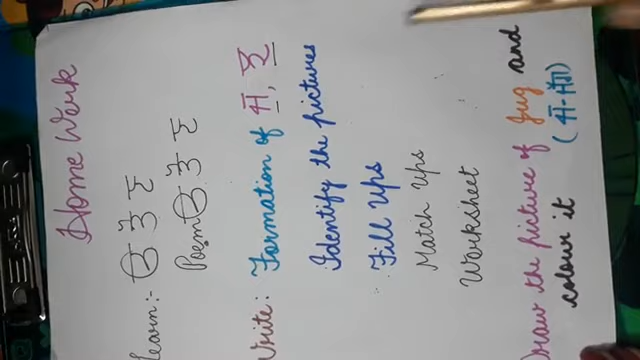 Home Work
Learn:-
Poem
Write: Formation of ਜ,
Identify the pictures
Fill Ups
Match Ups
Worksheet
Draw the picture of Jug and
colour it (ਜ-ਜੱਗ)